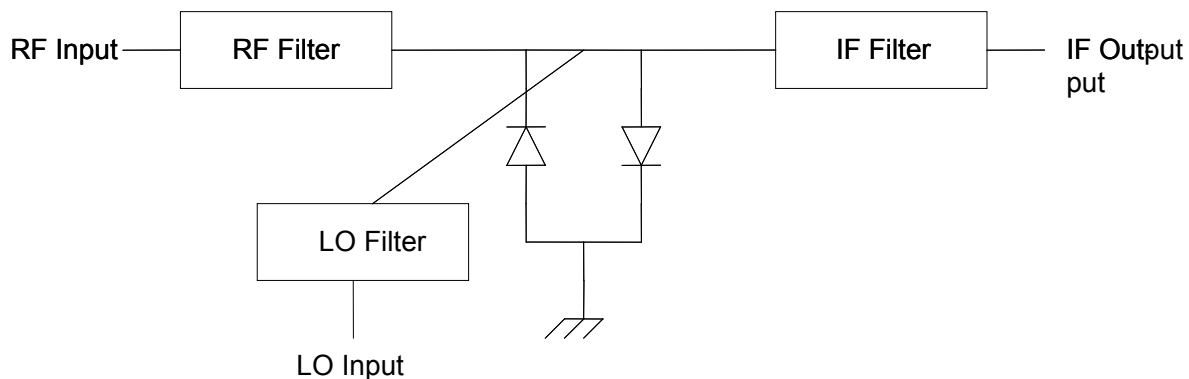 RF Input
RF Filter
IF Filter
IF Output
put
LO Filter
LO Input